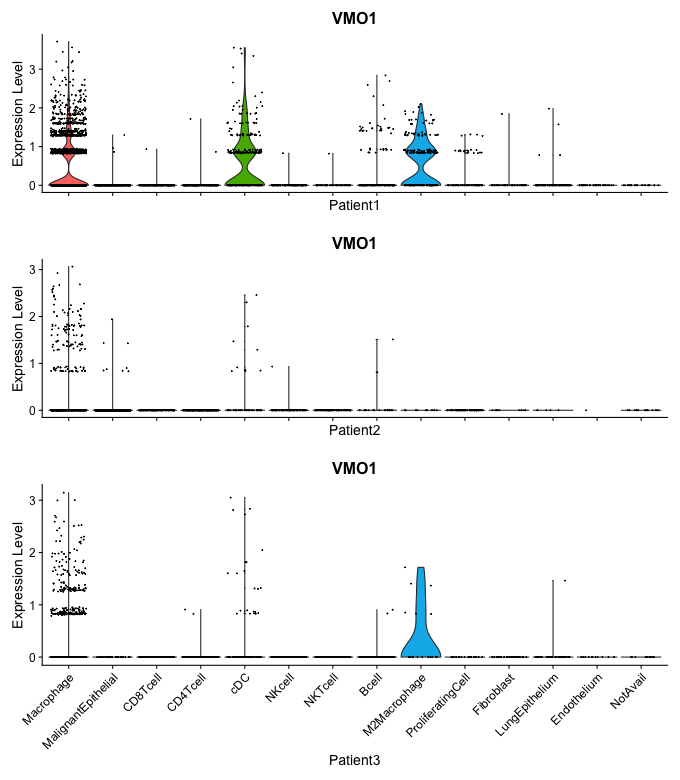 VMO1
Expression Level
3
2
1
0
Patient1
VMO1
Expression Level
3
2
1
0
Patient2
VMO1
Expression Level
3
2
1
0
Macrophage
MalignantEpithelial
CD8Tcell
CD4Tcell
cDC
NKcell
NKTcell
Bcell
M2Macrophage
ProliferatingCell
Fibroblast
LungEpithelium
Endothelium
NotAvail
Patient3